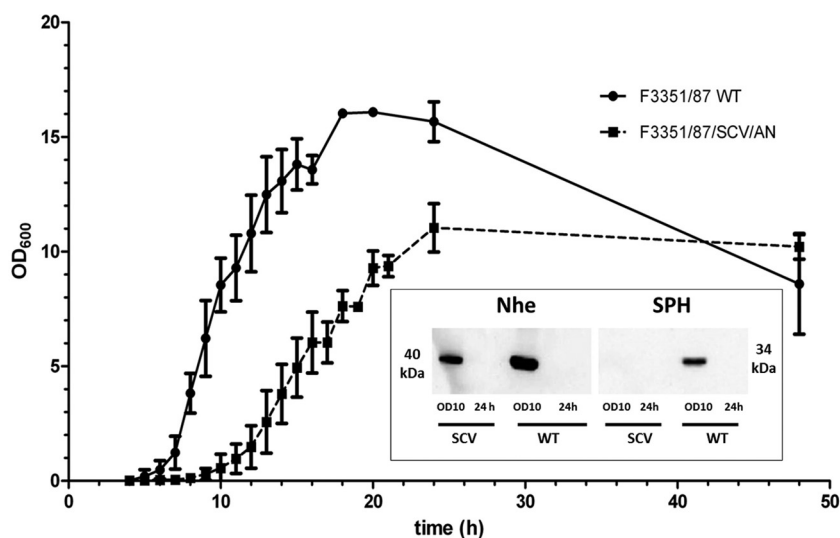 20
15
10
5
0
OD600
0 10 20 30 40 50
time (h)
F3351/87 WT
F3351/87/SCV/AN
Nhe SPH
40 kDa
34 kDa
OD10 24 h OD10 24h OD10 24h OD10 24h
SCV WT SCV WT